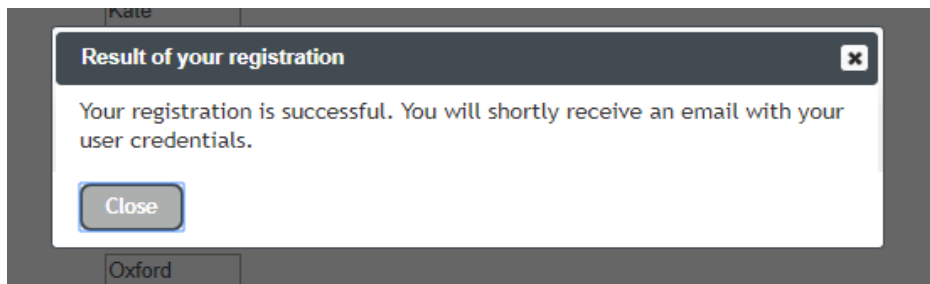 Kate
Result of your registration
Your registration is successful. You will shortly receive an email with your
user credentials.
Close
Oxford